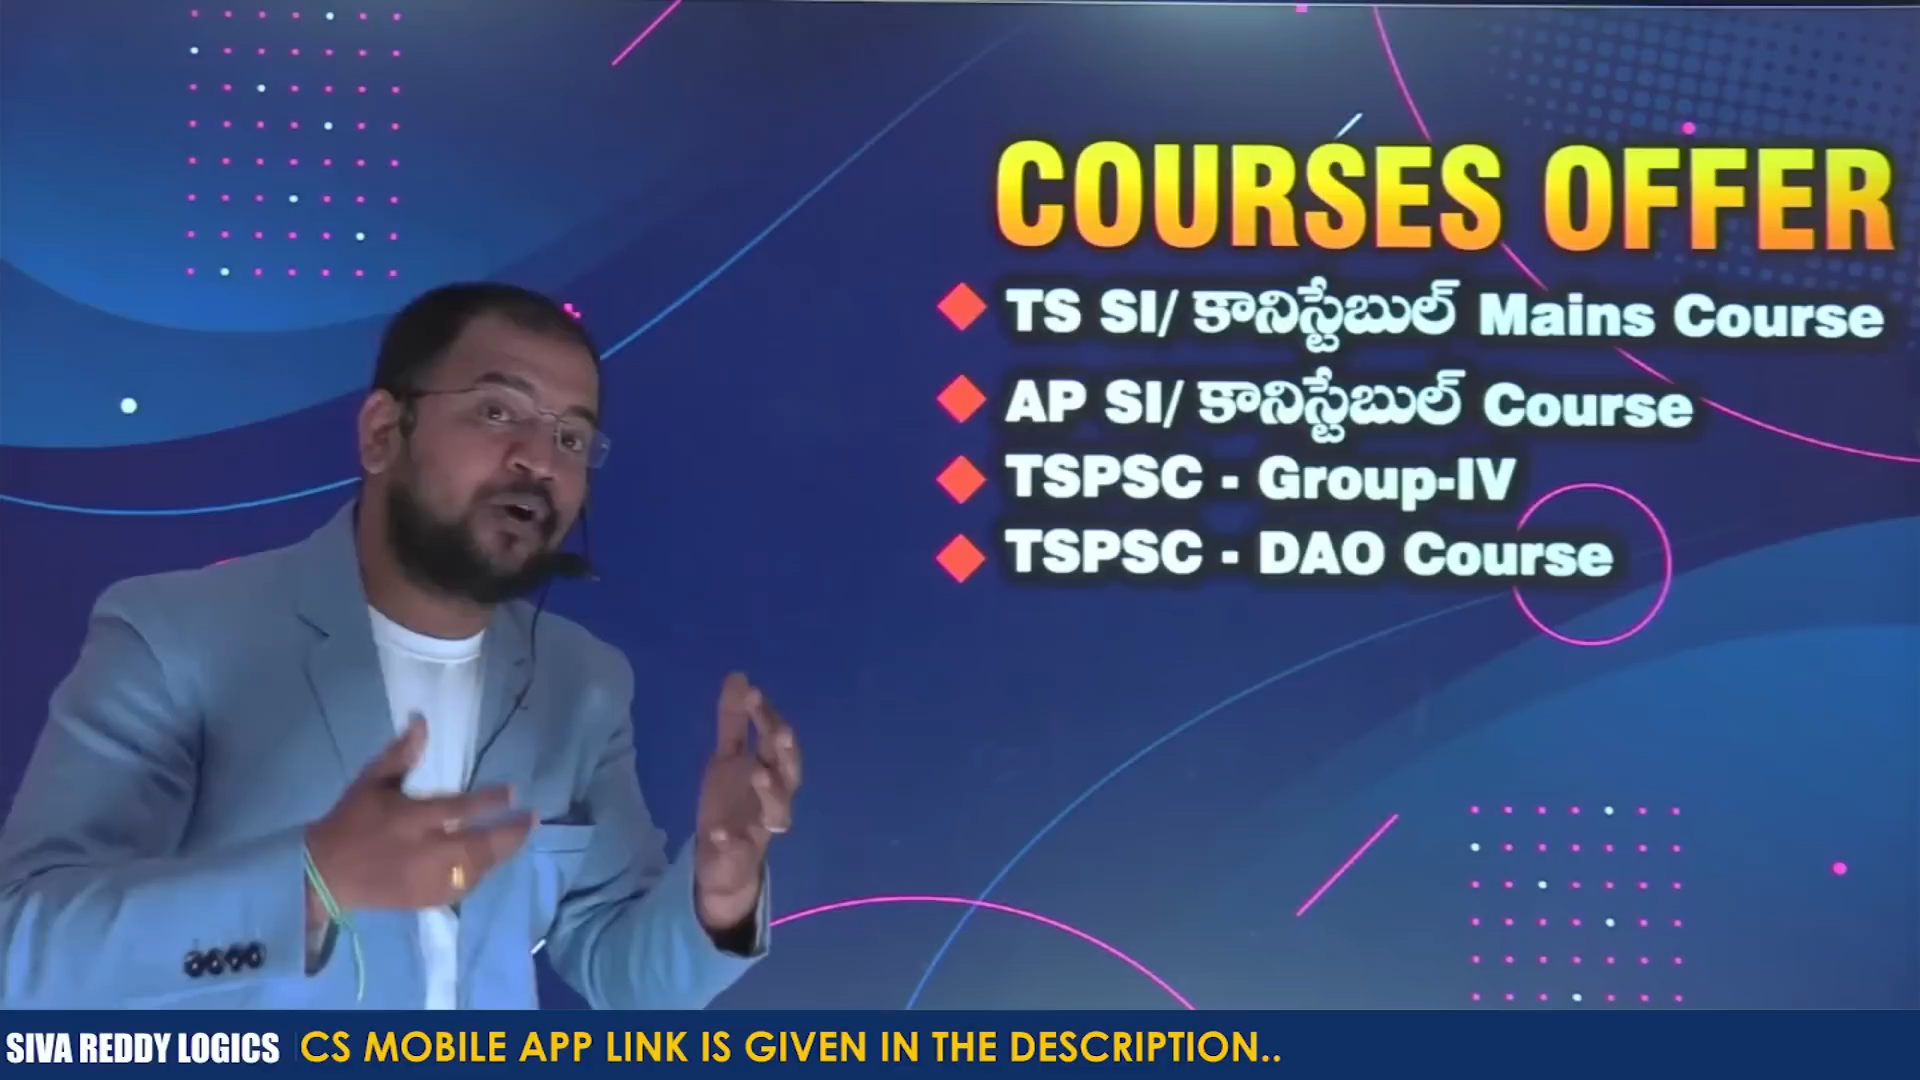 COURSES OFFER
TS SI/ కానిస్టేబుల్ Mains Course
AP SI/ కానిస్టేబుల్ Course
TSPSC - Group-IV
TSPSC - DAO Course
SIVA REDDY LOGICS
CS MOBILE APP LINK IS GIVEN IN THE DESCRIPTION..